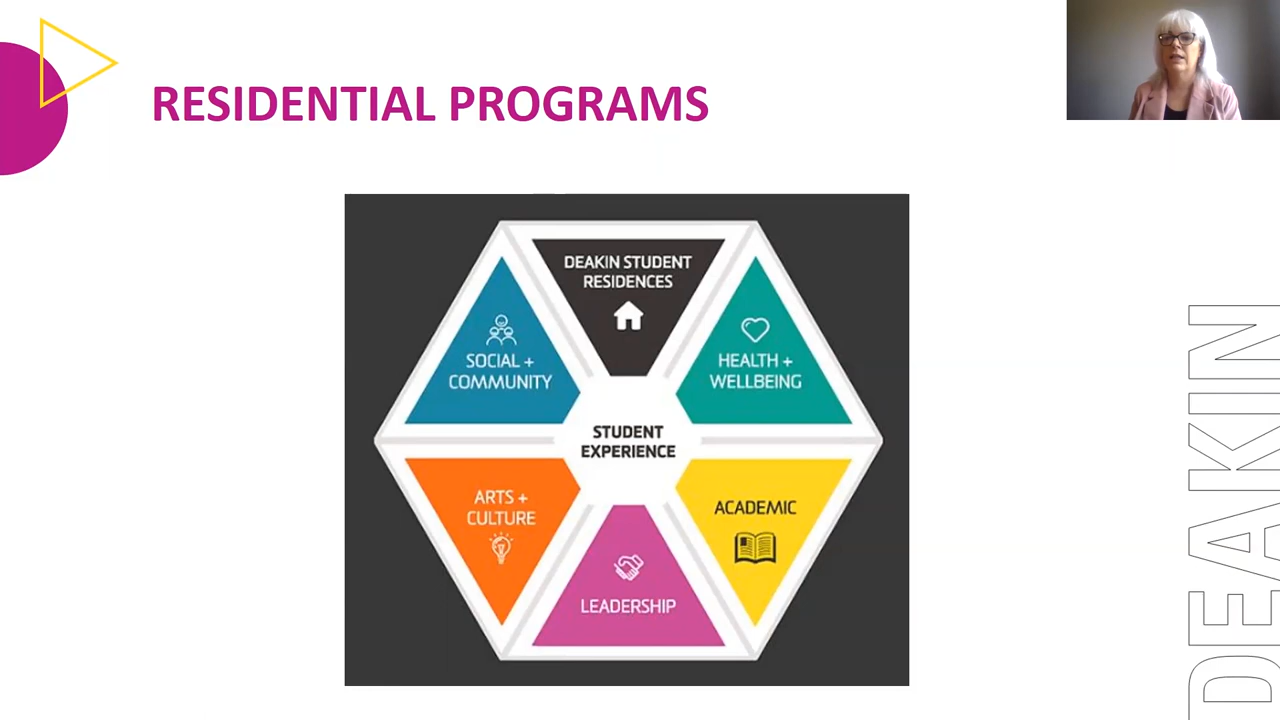 RESIDENTIAL PROGRAMS
DEAKIN STUDENT
RESIDENCES
SOCIAL +
COMMUNITY
HEALTH +
WELLBEING
STUDENT
EXPERIENCE
ARTS +
CULTURE
ACADEMIC
LEADERSHIP
DEAKIN